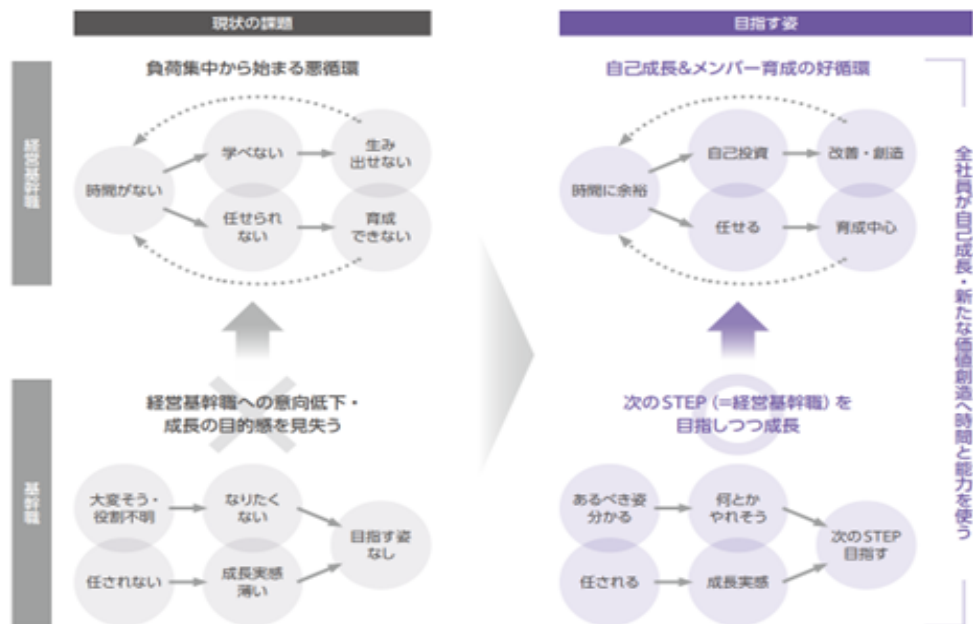 現状の課題
目指す姿
経営基幹職
負荷集中から始まる悪循環
時間がない
学べない
生み
出せない
任せられ
ない
育成
できない
自己成長&メンバー育成の好循環
時間に余裕
自己投資
改善・創造
任せる
育成中心
基幹職
経営基幹職への意向低下・
成長の目的感を見失う
大変そう・
役割不明
なりたく
ない
目指す姿
なし
任されない
成長実感
薄い
次のSTEP(=経営基幹職)を
目指しつつ成長
あるべき姿
分かる
何とか
やれそう
次のSTEP
目指す
任される
成長実感
全社員が自己成長・新たな価値創造へ時間と能力を使う